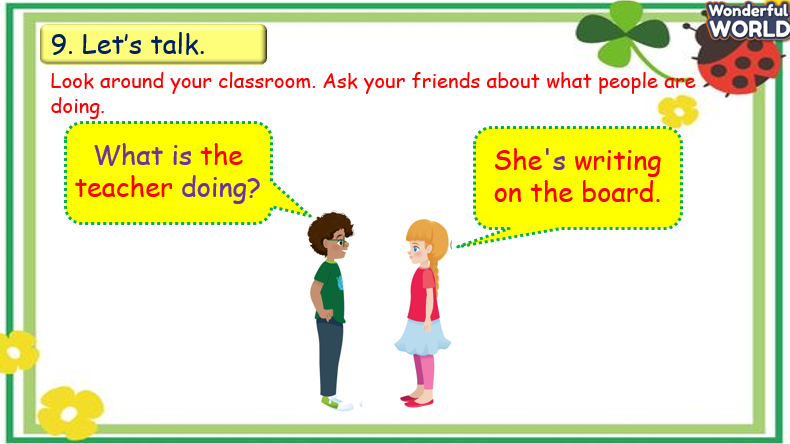 Wonderful
WORLD
9. Let's talk.
Look around your classroom. Ask your friends about what people are
doing.
What is the
teacher doing?
She's writing
on the board.